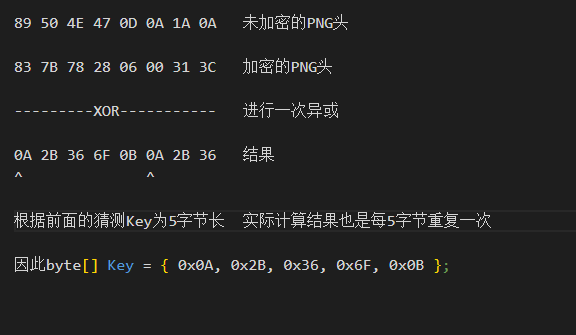 89 50 4E 47 0D 0A 1A 0A 未加密的PNG头
83 7B 78 28 06 00 31 3C 加密的PNG头
---------XOR----------- 进行一次异或
0A 2B 36 6F 0B 0A 2B 36 结果
^ ^
根据前面的猜测Key为5字节长 实际计算结果也是每5字节重复一次
因此byte[] Key = { 0x0A, 0x2B, 0x36, 0x6F, 0x0B };